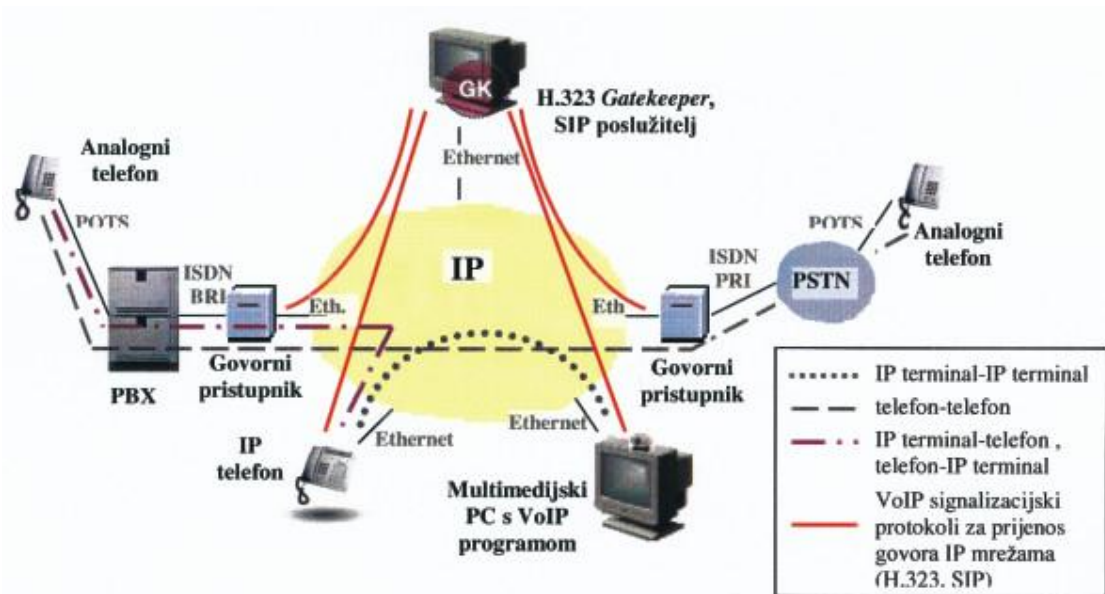 GK
H.323 Gatekeeper,
SIP poslužitelj
Ethernet
Analogni
telefon
POTS
ISDN
BRI
Eth.
IP
Eth
ISDN
PRI
PSTN
POTS
Analogni
telefon
PBX
Govorni
pristupnik
Govorni
pristupnik
IP
telefon
Ethernet
Ethernet
Multimedijski
PC s VoIP
programom
IP terminal-IP terminal
telefon-telefon
IP terminal-telefon ,
telefon-IP terminal
VoIP signalizacijski
protokoli za prijenos
govora IP mrežama
(H.323. SIP)